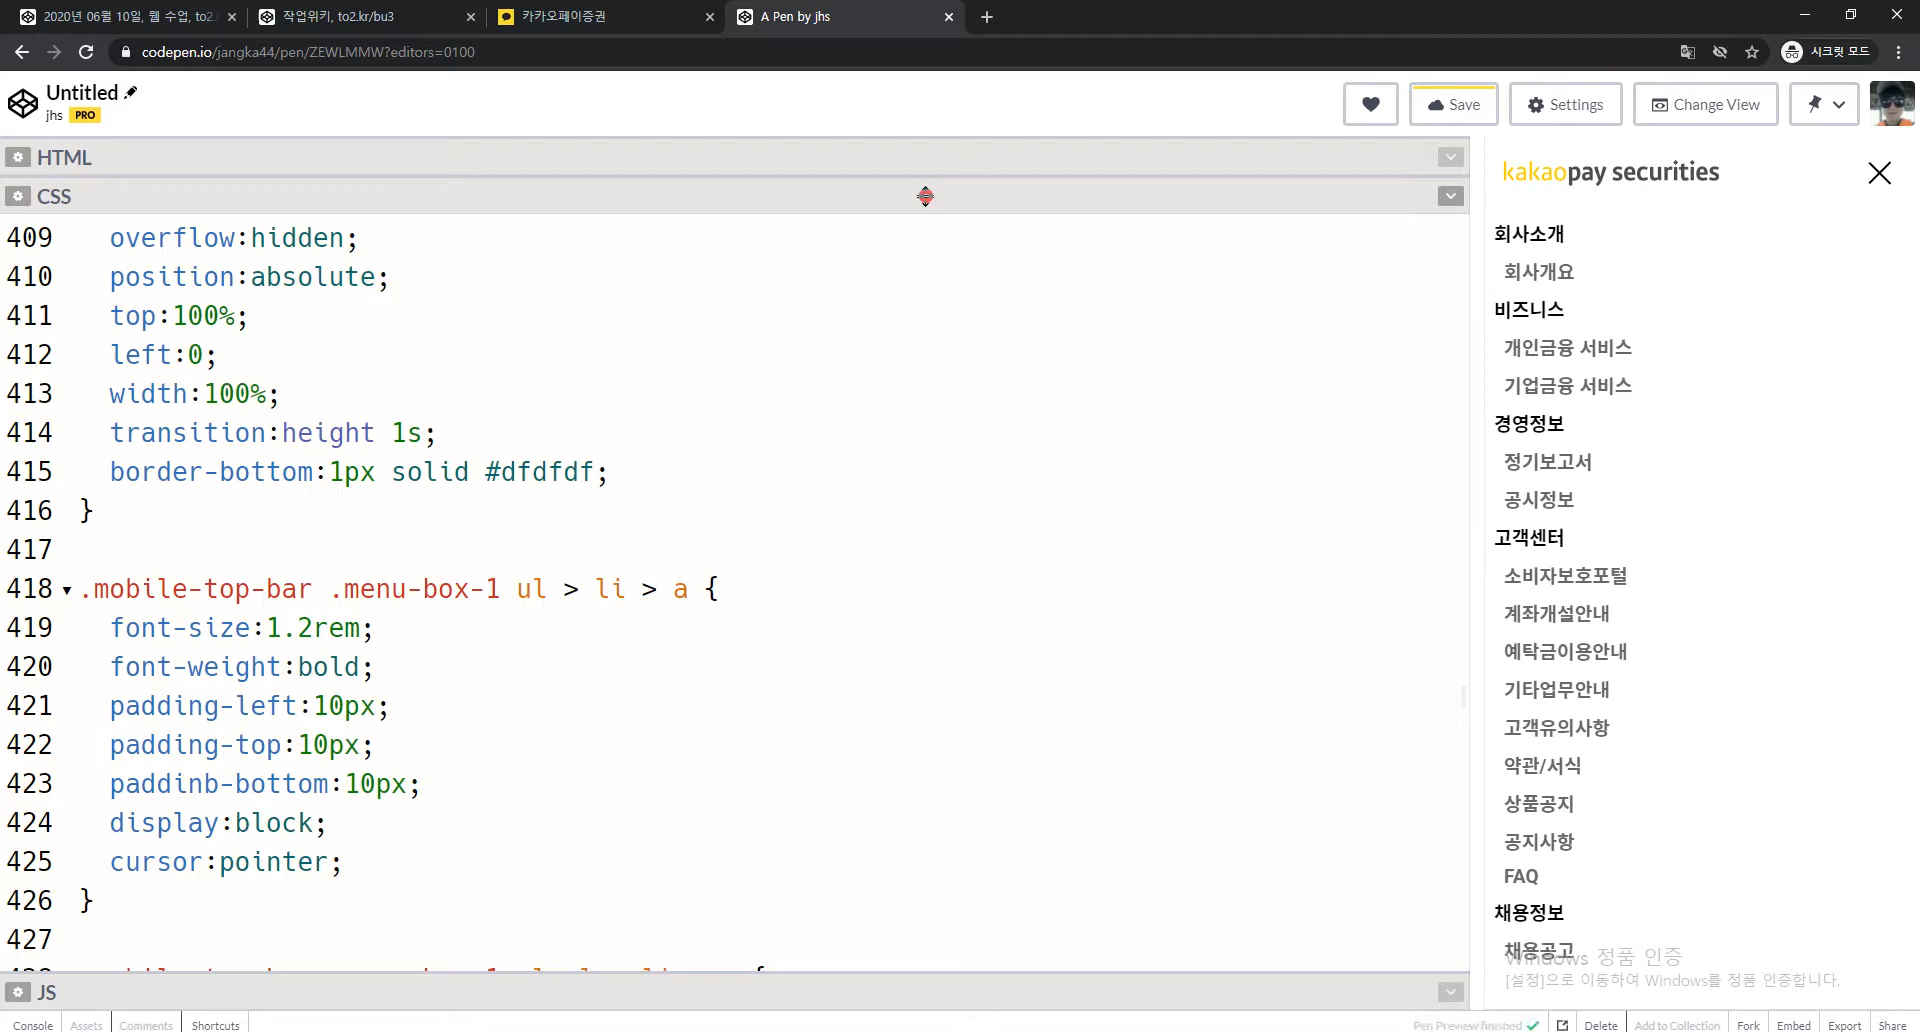 2020년 06월 10일, 웹 수업, to2.
작업위키, to2.kr/bu3
카카오페이증권
A Pen by jhs
codepen.io/jangka44/pen/ZEWLMMW?editors=0100
시크릿 모드
Untitled
jhs PRO
Save
Settings
Change View
HTML
CSS
409 overflow:hidden;
410 position:absolute;
411 top:100%;
412 left:0;
413 width:100%;
414 transition:height 1s;
415 border-bottom:1px solid #dfdfdf;
416 }
417
418 .mobile-top-bar .menu-box-1 ul > li > a {
419 font-size:1.2rem;
420 font-weight:bold;
421 padding-left:10px;
422 padding-top:10px;
423 paddinb-bottom:10px;
424 display:block;
425 cursor:pointer;
426 }
427
JS
kakaopay securities
회사소개
회사개요
비즈니스
개인금융 서비스
기업금융 서비스
경영정보
정기보고서
공시정보
고객센터
소비자보호포털
계좌개설안내
예탁금이용안내
기타업무안내
고객유의사항
약관/서식
상품공지
공지사항
FAQ
채용정보
채용공고
Windows 정품 인증
[설정]으로 이동하여 Windows를 정품 인증합니다.
Console
Assets
Comments
Shortcuts
Delete
Add to Collection
Fork
Embed
Export
Share